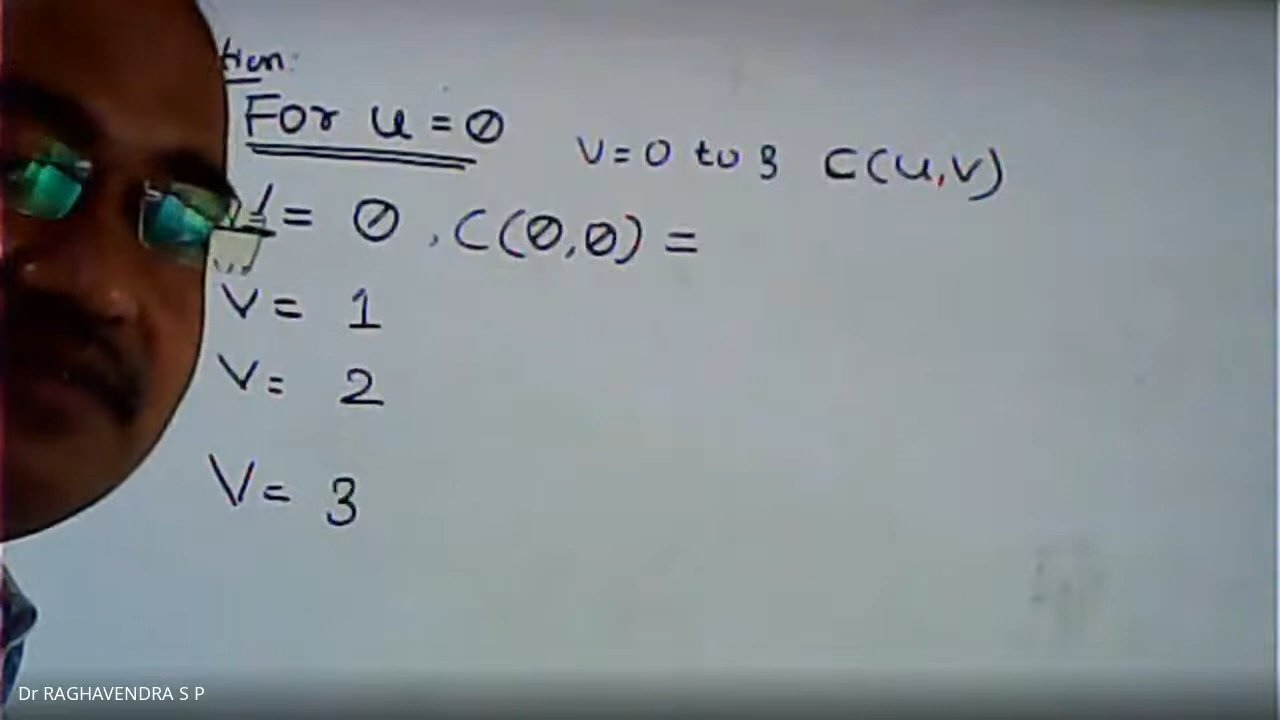 tion:
For u = 0
V = 0 to 3 C(u,v)
= 0, C(0,0) =
V = 1
V = 2
V = 3
Dr RAGHAVENDRA S P